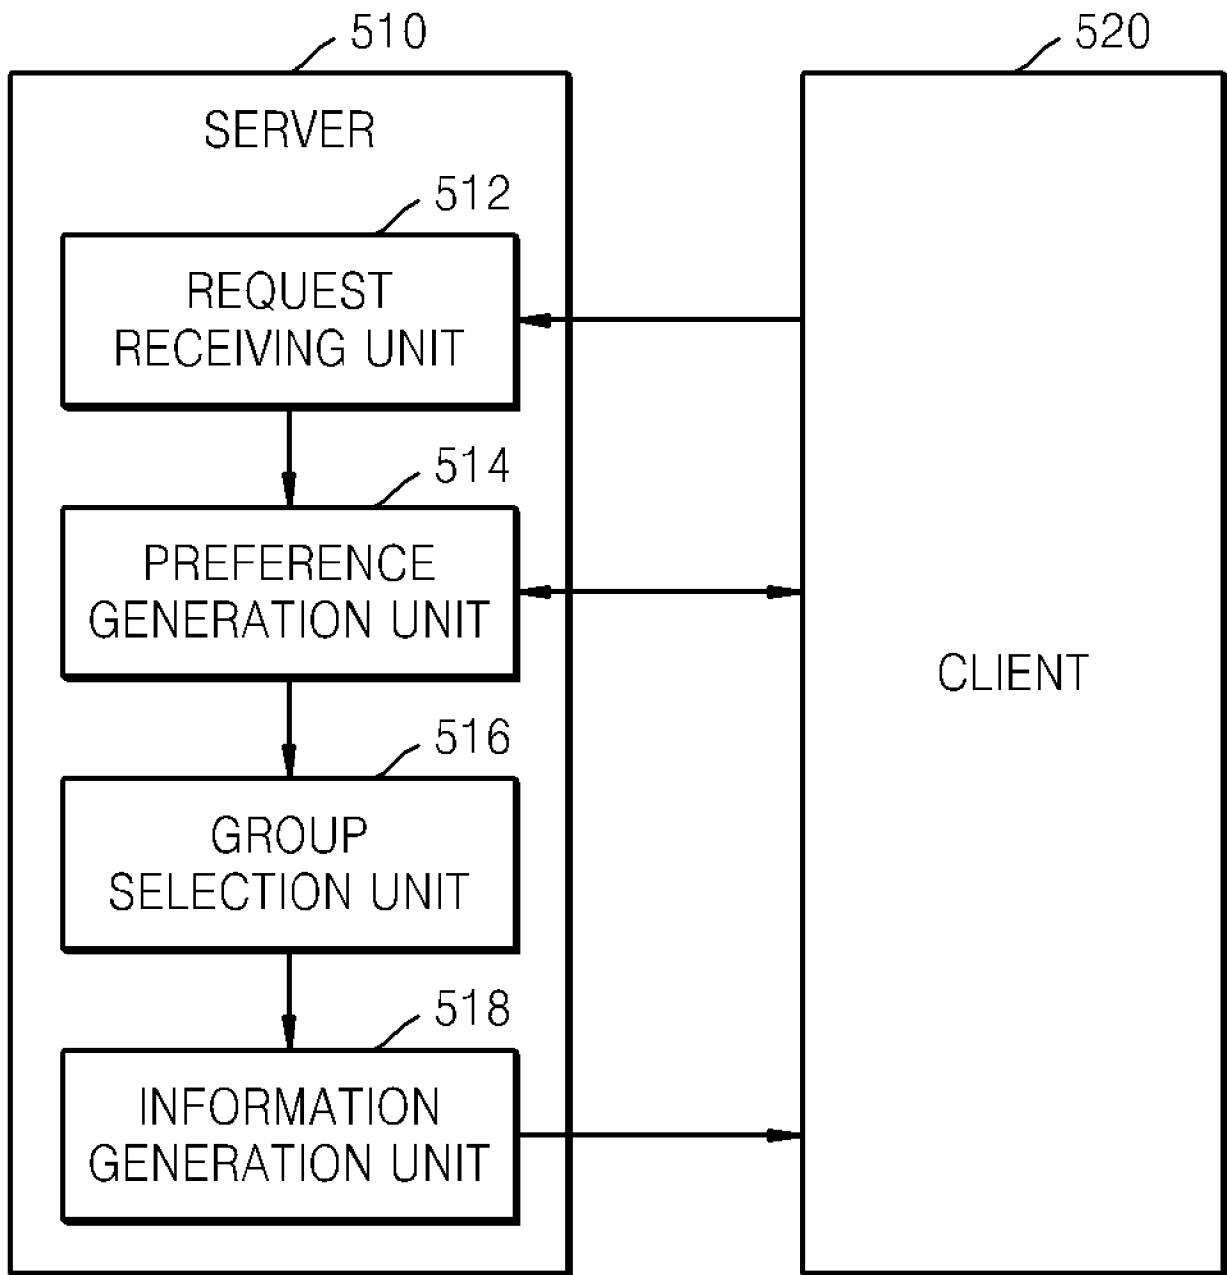 510
520
SERVER
512
REQUEST
RECEIVING UNIT
514
PREFERENCE
GENERATION UNIT
CLIENT
516
GROUP
SELECTION UNIT
518
INFORMATION
GENERATION UNIT